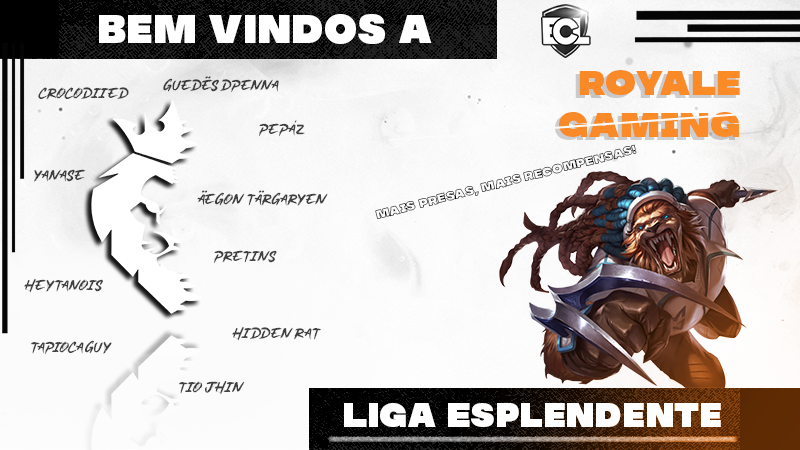 BEM VINDOS A
ECL
ROYALE
GAMING
MAIS PRESAS, MAIS RECOMPENSAS!
CROCODIIED
GUEDËS DPENNA
PEPÁZ
YANASE
ÄEGON TÄRGARYEN
PRETINS
HEYTANOIS
HIDDEN RAT
TAPIOCAGUY
TIO JHIN
LIGA ESPLENDENTE